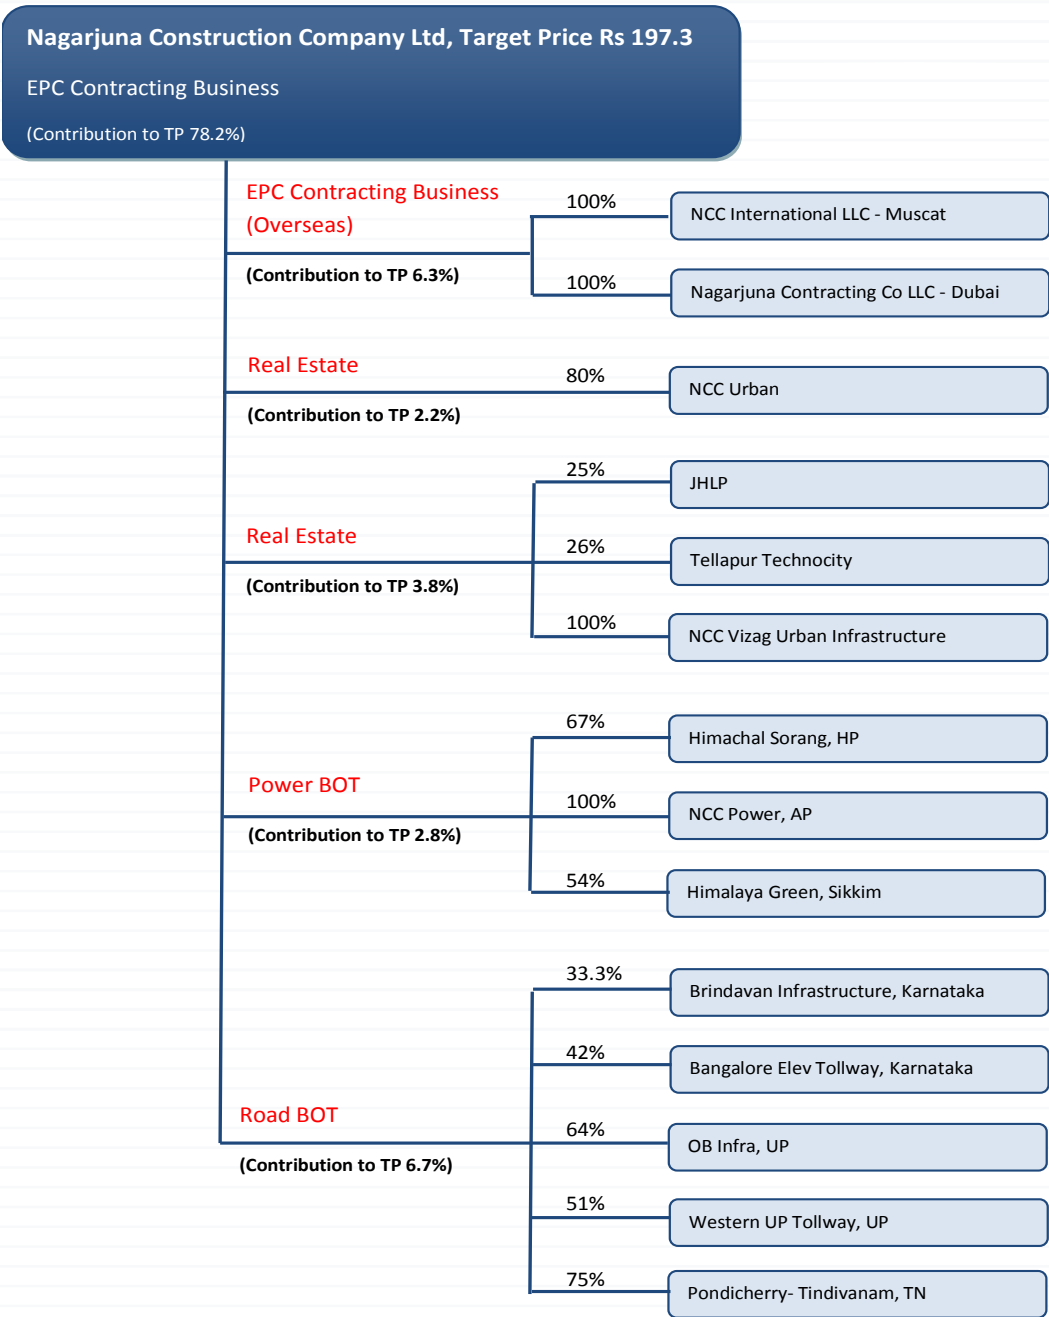 Nagarjuna Construction Company Ltd, Target Price Rs 197.3
EPC Contracting Business
(Contribution to TP 78.2%)
EPC Contracting Business
(Overseas)
(Contribution to TP 6.3%)
100%
NCC International LLC - Muscat
100%
Nagarjuna Contracting Co LLC - Dubai
Real Estate
(Contribution to TP 2.2%)
80%
NCC Urban
Real Estate
(Contribution to TP 3.8%)
25%
JHLP
26%
Tellapur Technocity
100%
NCC Vizag Urban Infrastructure
Power BOT
(Contribution to TP 2.8%)
67%
Himachal Sorang, HP
100%
NCC Power, AP
54%
Himalaya Green, Sikkim
Road BOT
(Contribution to TP 6.7%)
33.3%
Brindavan Infrastructure, Karnataka
42%
Bangalore Elev Tollway, Karnataka
64%
OB Infra, UP
51%
Western UP Tollway, UP
75%
Pondicherry- Tindivanam, TN